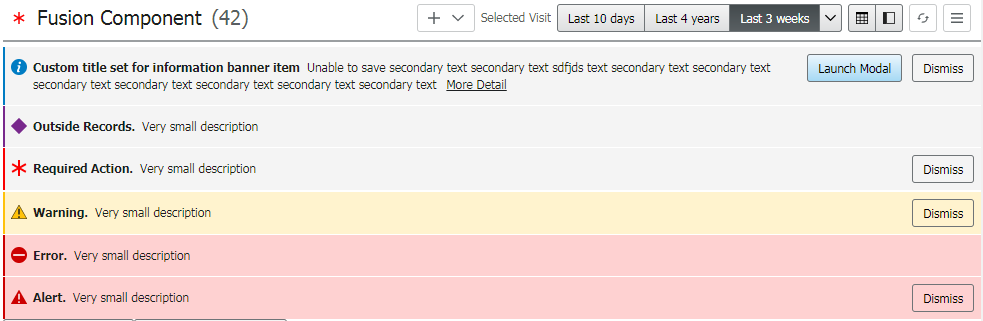 Fusion Component (42) Selected Visit Last 10 days Last 4 years Last 3 weeks
Custom title set for information banner item Unable to save secondary text secondary text sdfjds text secondary text secondary text Launch Modal Dismiss
secondary text secondary text secondary text secondary text secondary text More Detail
Outside Records. Very small description
Required Action. Very small description Dismiss
Warning. Very small description Dismiss
Error. Very small description
Alert. Very small description Dismiss